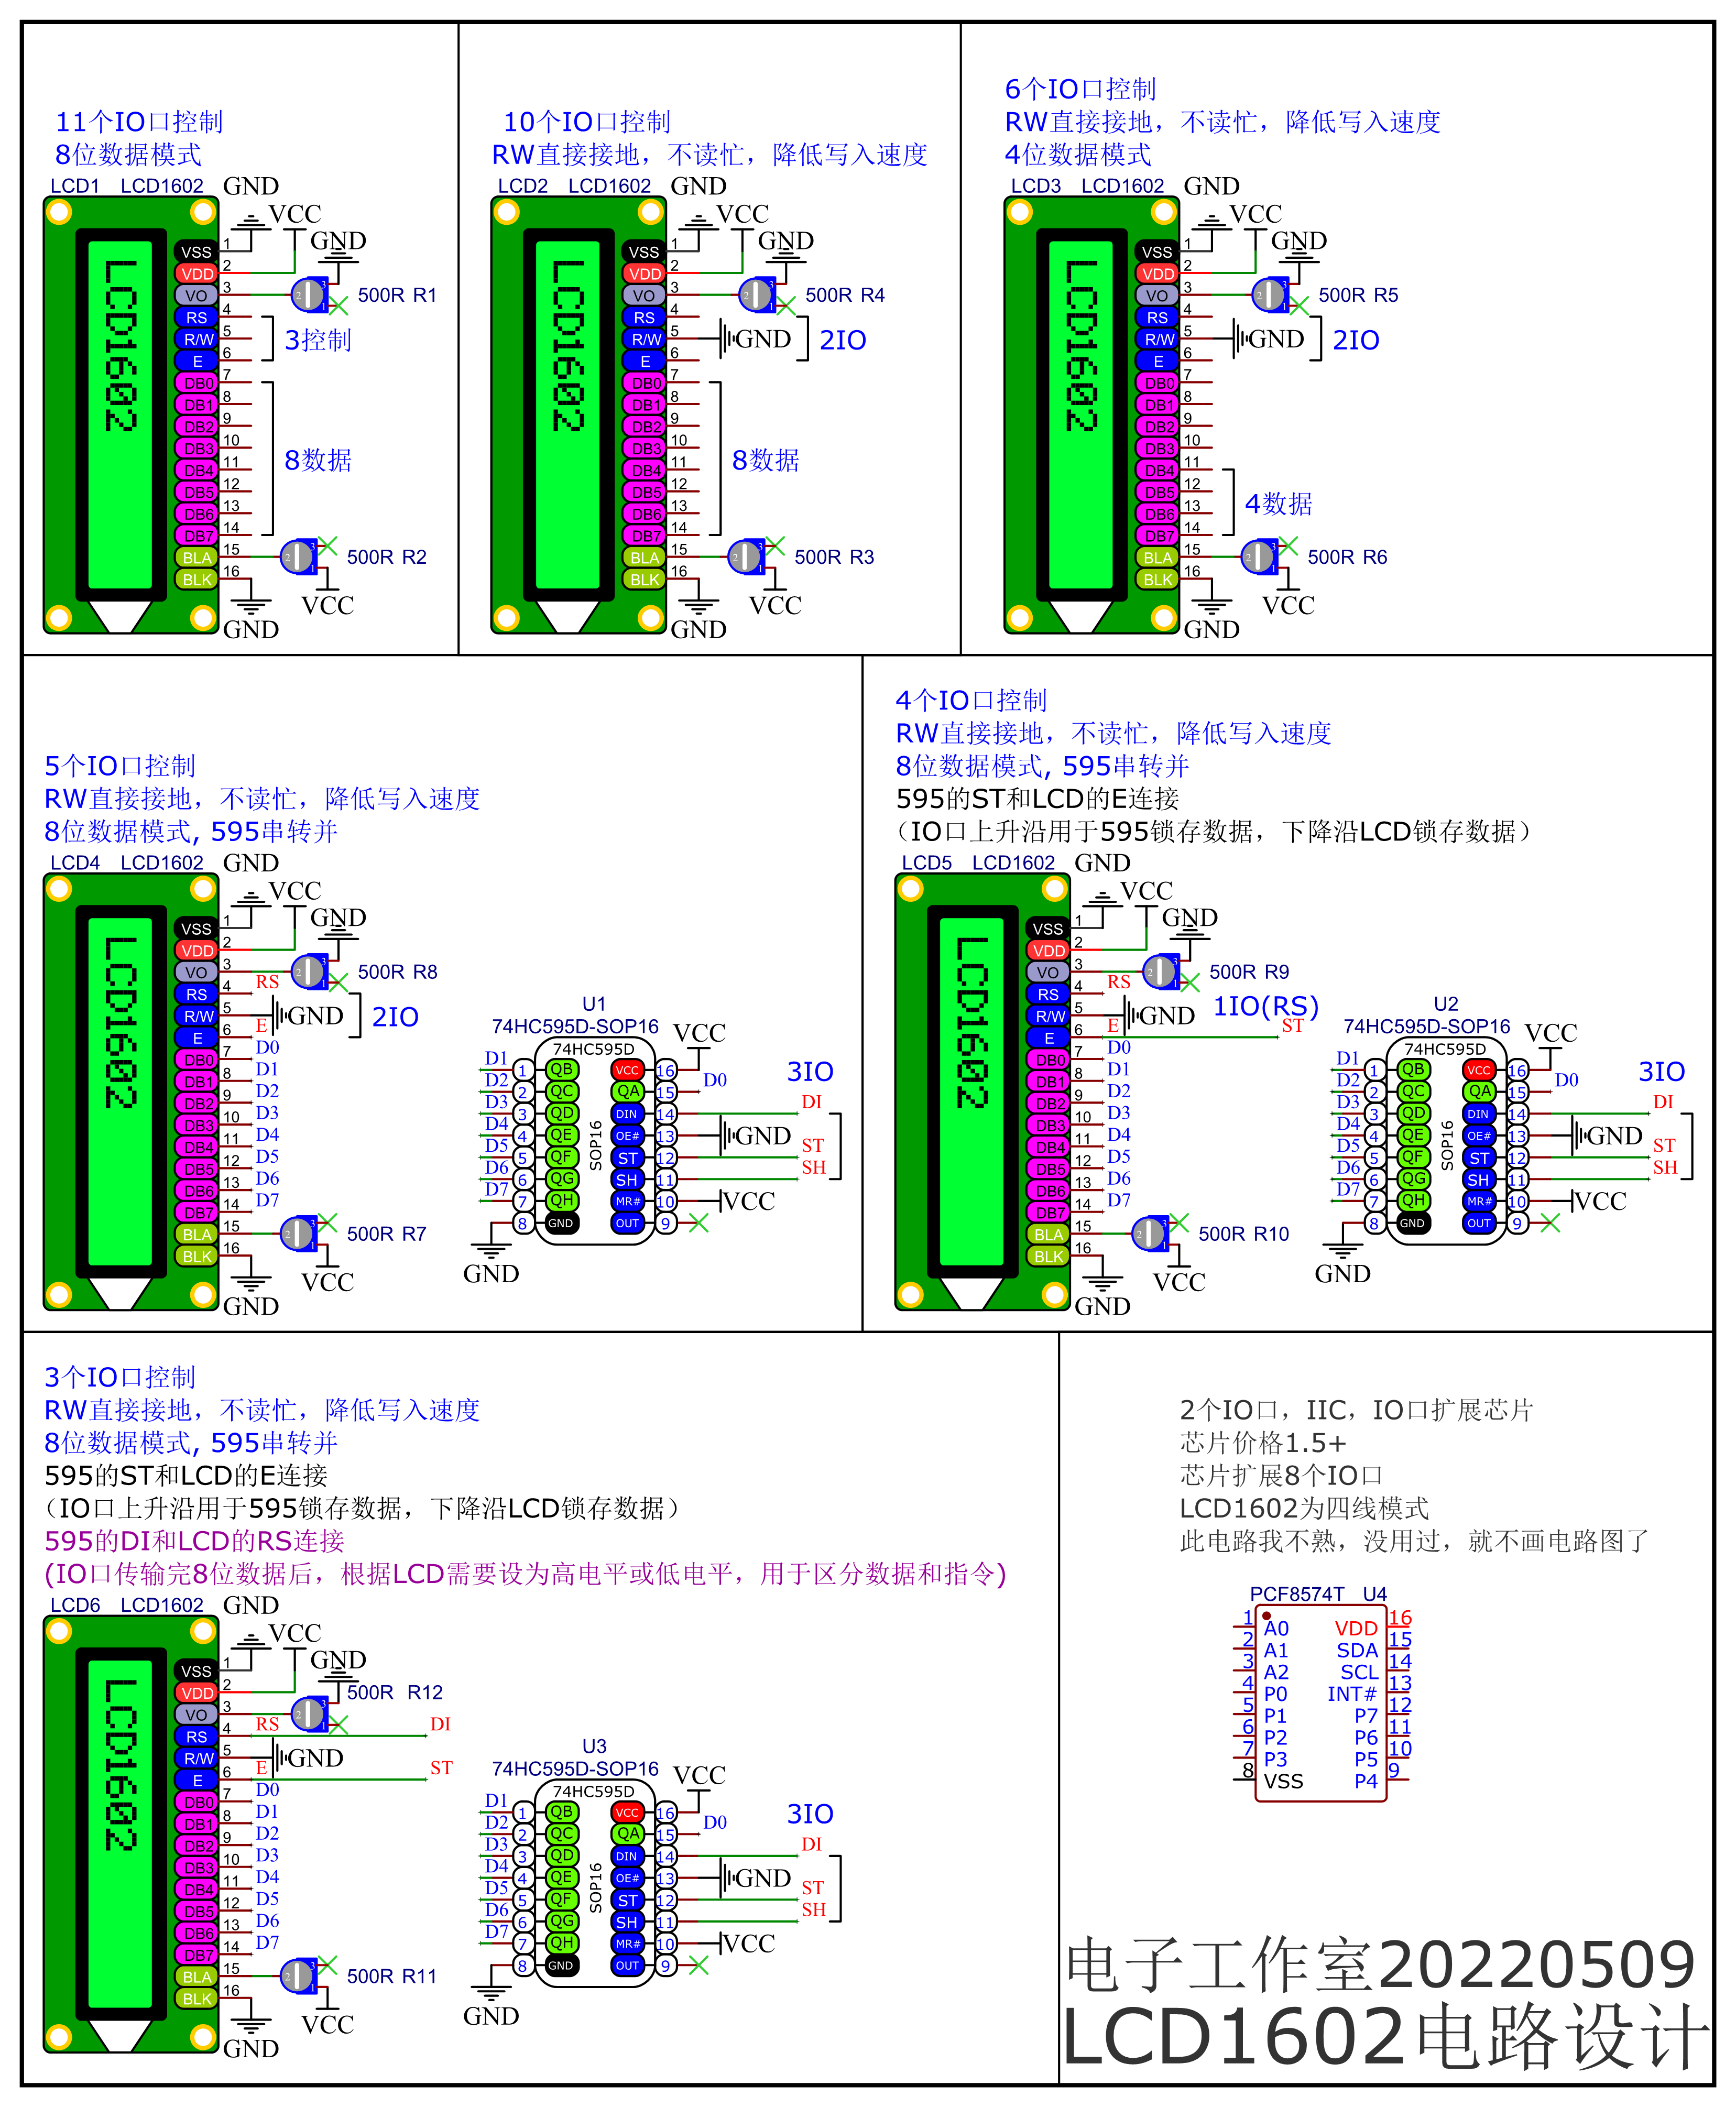 11个IO口控制
8位数据模式
LCD1 LCD1602
GND
VCC
GND
LCD1602
VSS 1
VDD 2
VO 3
2 3 1
500R R1
RS 4
R/W 5
E 6
3控制
DB0 7
DB1 8
DB2 9
DB3 10
DB4 11
DB5 12
DB6 13
DB7 14
8数据
BLA 15
BLK 16
2 3 1
500R R2
VCC
GND
10个IO口控制
RW直接接地，不读忙，降低写入速度
LCD2 LCD1602
GND
VCC
GND
LCD1602
VSS 1
VDD 2
VO 3
2 3 1
500R R4
RS 4
R/W 5
GND
E 6
2IO
DB0 7
DB1 8
DB2 9
DB3 10
DB4 11
DB5 12
DB6 13
DB7 14
8数据
BLA 15
BLK 16
2 3 1
500R R3
VCC
GND
6个IO口控制
RW直接接地，不读忙，降低写入速度
4位数据模式
LCD3 LCD1602
GND
VCC
GND
LCD1602
VSS 1
VDD 2
VO 3
2 3 1
500R R5
RS 4
R/W 5
GND
E 6
2IO
DB0 7
DB1 8
DB2 9
DB3 10
DB4 11
DB5 12
DB6 13
DB7 14
4数据
BLA 15
BLK 16
2 3 1
500R R6
VCC
GND
5个IO口控制
RW直接接地，不读忙，降低写入速度
8位数据模式, 595串转并
LCD4 LCD1602
GND
VCC
GND
LCD1602
VSS 1
VDD 2
VO 3
2 3 1
500R R8
RS 4 RS
R/W 5
GND
E 6 E
2IO
DB0 7 D0
DB1 8 D1
DB2 9 D2
DB3 10 D3
DB4 11 D4
DB5 12 D5
DB6 13 D6
DB7 14 D7
BLA 15
BLK 16
2 3 1
500R R7
VCC
GND
U1
74HC595D-SOP16
VCC
74HC595D
SOP16
D1 1 QB VCC 16
D2 2 QC QA 15 D0
3IO
D3 3 QD DIN 14 DI
D4 4 QE OE# 13 GND
D5 5 QF ST 12 ST
D6 6 QG SH 11 SH
D7 7 QH MR# 10 VCC
8 GND OUT 9
GND
4个IO口控制
RW直接接地，不读忙，降低写入速度
8位数据模式, 595串转并
595的ST和LCD的E连接
（IO口上升沿用于595锁存数据，下降沿LCD锁存数据）
LCD5 LCD1602
GND
VCC
GND
LCD1602
VSS 1
VDD 2
VO 3
2 3 1
500R R9
RS 4 RS
1IO(RS)
R/W 5
GND
E 6 E ST
DB0 7 D0
DB1 8 D1
DB2 9 D2
DB3 10 D3
DB4 11 D4
DB5 12 D5
DB6 13 D6
DB7 14 D7
BLA 15
BLK 16
2 3 1
500R R10
VCC
GND
U2
74HC595D-SOP16
VCC
74HC595D
SOP16
D1 1 QB VCC 16
D2 2 QC QA 15 D0
3IO
D3 3 QD DIN 14 DI
D4 4 QE OE# 13 GND
D5 5 QF ST 12 ST
D6 6 QG SH 11 SH
D7 7 QH MR# 10 VCC
8 GND OUT 9
GND
3个IO口控制
RW直接接地，不读忙，降低写入速度
8位数据模式, 595串转并
595的ST和LCD的E连接
（IO口上升沿用于595锁存数据，下降沿LCD锁存数据）
595的DI和LCD的RS连接
(IO口传输完8位数据后，根据LCD需要设为高电平或低电平，用于区分数据和指令)
LCD6 LCD1602
GND
VCC
GND
LCD1602
VSS 1
VDD 2
VO 3
2 3 1
500R R12
RS 4 RS DI
R/W 5
GND
E 6 E ST
DB0 7 D0
DB1 8 D1
DB2 9 D2
DB3 10 D3
DB4 11 D4
DB5 12 D5
DB6 13 D6
DB7 14 D7
BLA 15
BLK 16
2 3 1
500R R11
VCC
GND
U3
74HC595D-SOP16
VCC
74HC595D
SOP16
D1 1 QB VCC 16
D2 2 QC QA 15 D0
3IO
D3 3 QD DIN 14 DI
D4 4 QE OE# 13 GND
D5 5 QF ST 12 ST
D6 6 QG SH 11 SH
D7 7 QH MR# 10 VCC
8 GND OUT 9
GND
2个IO口，IIC，IO口扩展芯片
芯片价格1.5+
芯片扩展8个IO口
LCD1602为四线模式
此电路我不熟，没用过，就不画电路图了
PCF8574T U4
1 A0 VDD 16
2 A1 SDA 15
3 A2 SCL 14
4 P0 INT# 13
5 P1 P7 12
6 P2 P6 11
7 P3 P5 10
8 VSS P4 9
电子工作室20220509
LCD1602电路设计